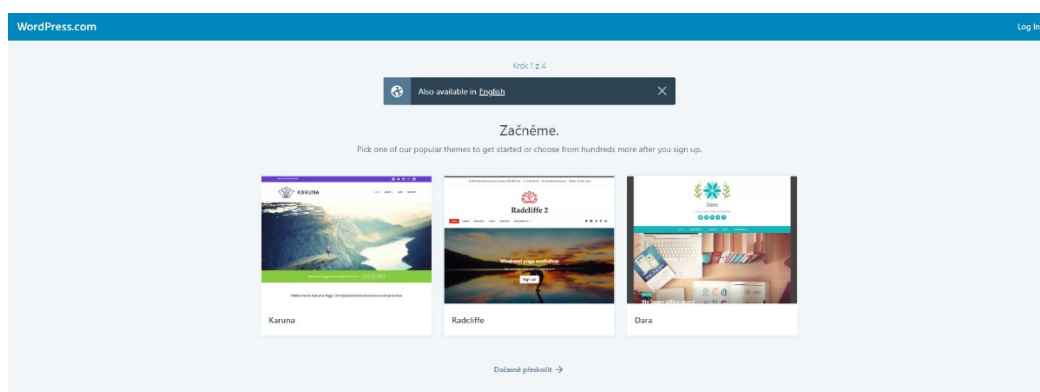 WordPress.com
Log In
Krok 1 z 4
Also available in English
Začněme.
Pick one of our popular themes to get started or choose from hundreds more after you sign up.
KARUNA
Radcliffe 2
Weekend yoga workshop
Sign up
Dara
Karuna
Radcliffe
Dara
Dočasně přeskočit →